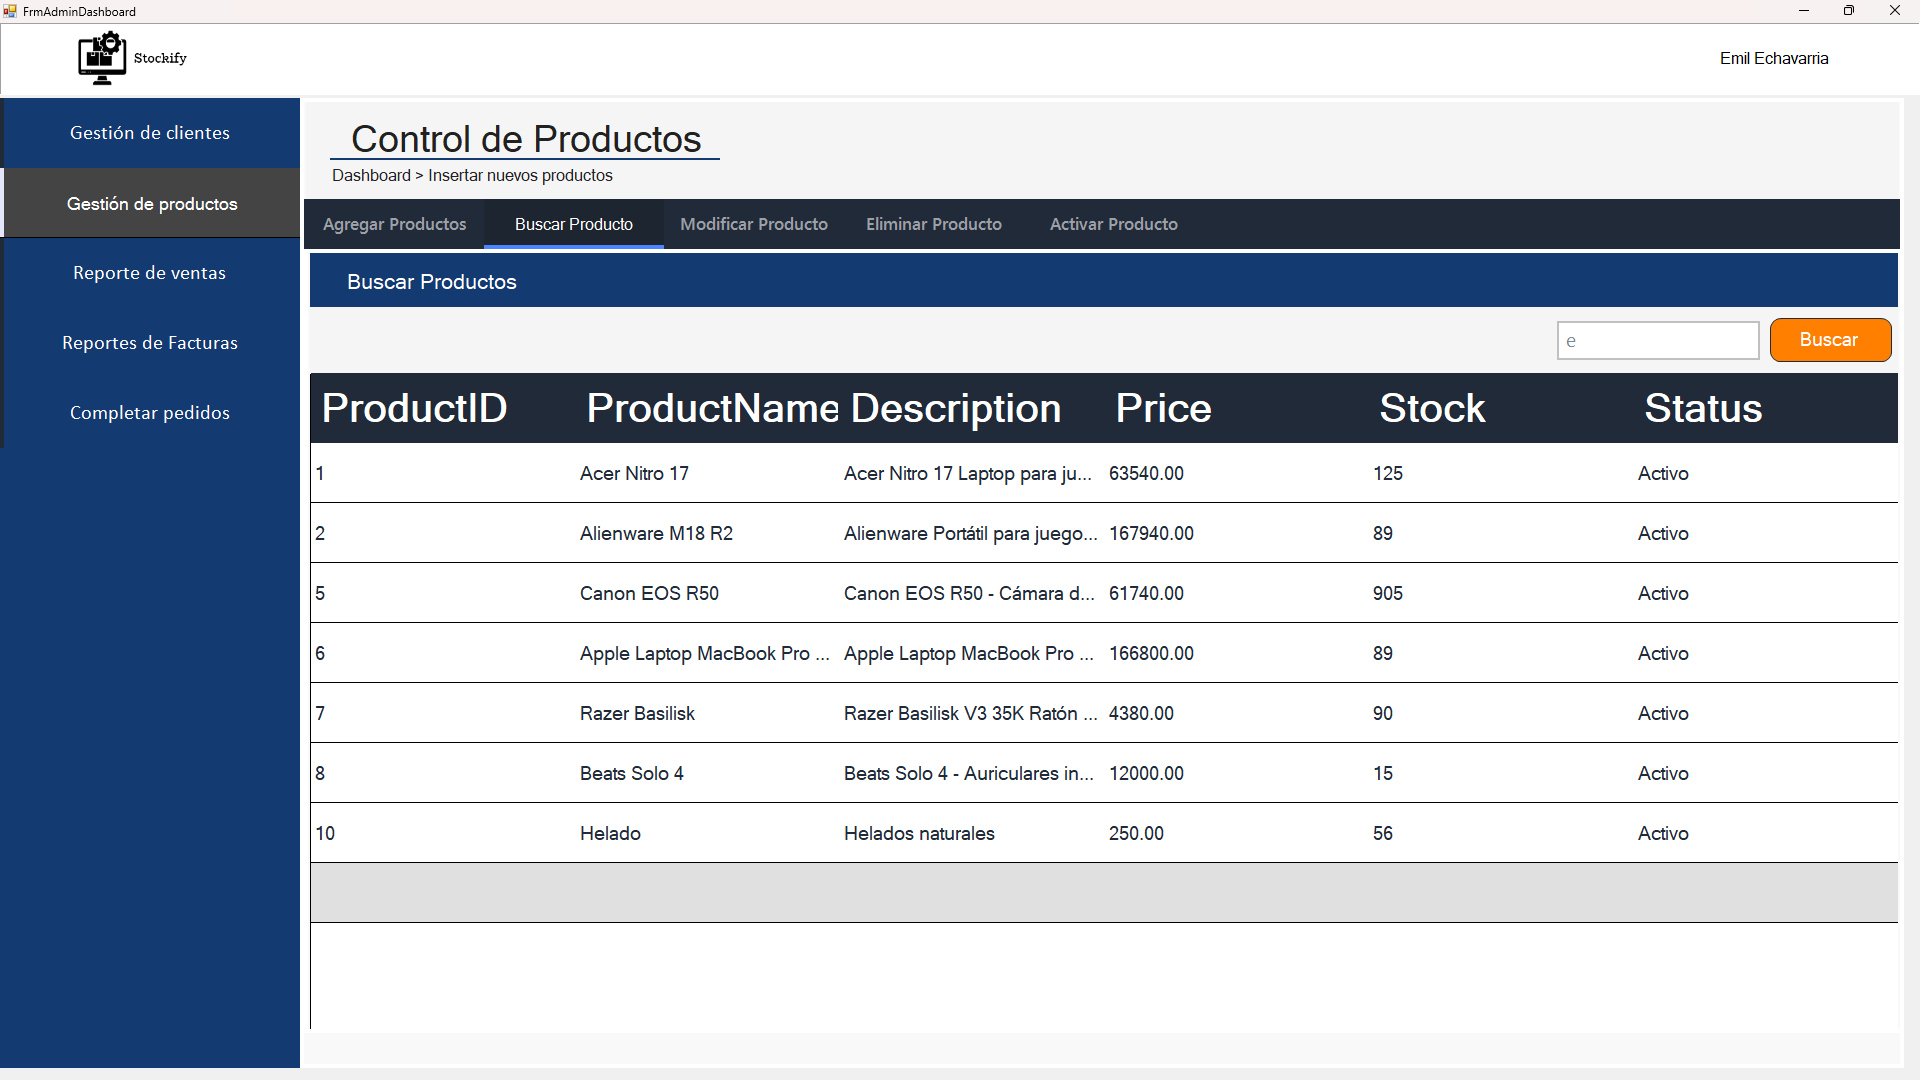 FrmAdminDashboard
Stockify
Emil Echavarria
Gestión de clientes
Gestión de productos
Reporte de ventas
Reportes de Facturas
Completar pedidos
Control de Productos
Dashboard > Insertar nuevos productos
Agregar Productos Buscar Producto Modificar Producto Eliminar Producto Activar Producto
Buscar Productos
e Buscar
ProductID ProductName Description Price Stock Status
1 Acer Nitro 17 Acer Nitro 17 Laptop para ju... 63540.00 125 Activo
2 Alienware M18 R2 Alienware Portátil para juego... 167940.00 89 Activo
5 Canon EOS R50 Canon EOS R50 - Cámara d... 61740.00 905 Activo
6 Apple Laptop MacBook Pro ... Apple Laptop MacBook Pro ... 166800.00 89 Activo
7 Razer Basilisk Razer Basilisk V3 35K Ratón ... 4380.00 90 Activo
8 Beats Solo 4 Beats Solo 4 - Auriculares in... 12000.00 15 Activo
10 Helado Helados naturales 250.00 56 Activo